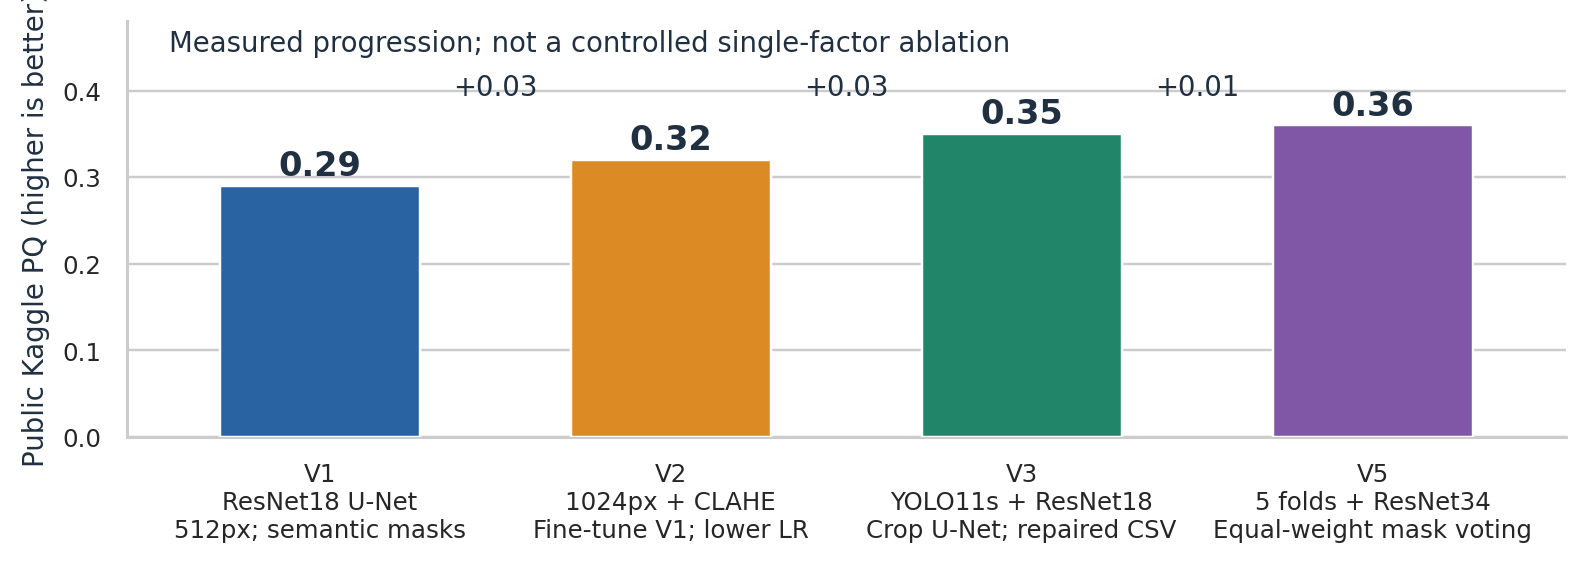 Measured progression; not a controlled single-factor ablation
+0.03
+0.03
+0.01
0.29
0.32
0.35
0.36
Public Kaggle PQ (higher is better)
0.4
0.3
0.2
0.1
0.0
V1
ResNet18 U-Net
512px; semantic masks
V2
1024px + CLAHE
Fine-tune V1; lower LR
V3
YOLO11s + ResNet18
Crop U-Net; repaired CSV
V5
5 folds + ResNet34
Equal-weight mask voting